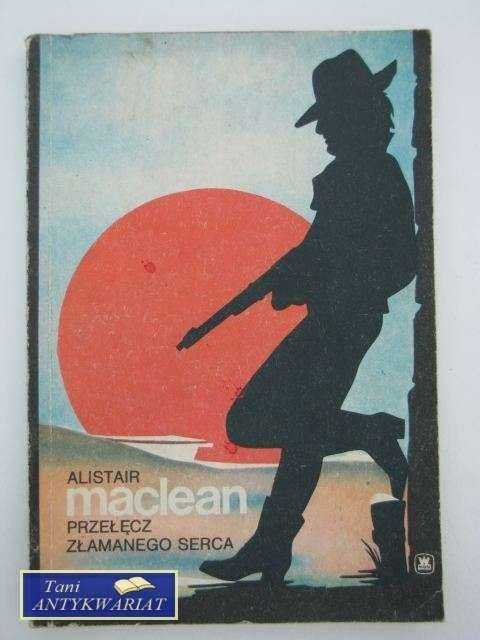 ALISTAIR
maclean
PRZEŁĘCZ
ZŁAMANEGO SERCA
Tani
ANTYKWARIAT